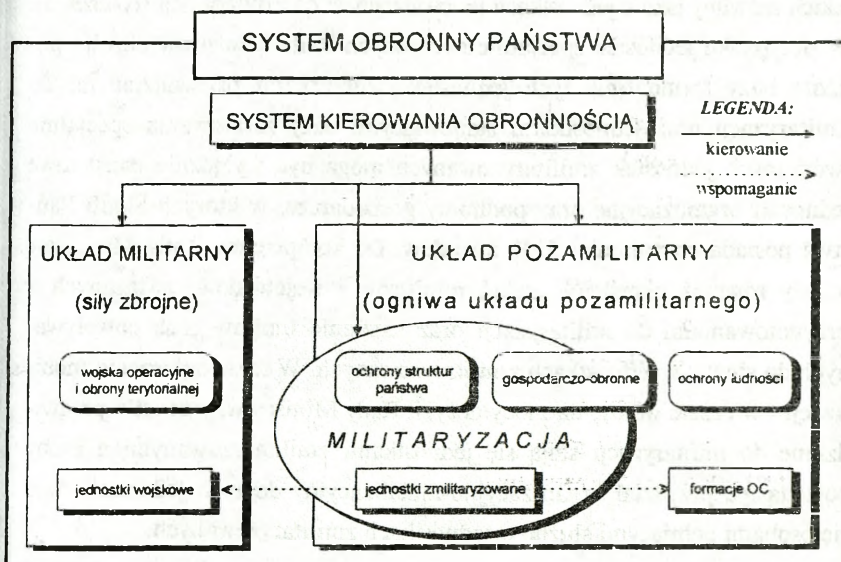 SYSTEM OBRONNY PAŃSTWA
SYSTEM KIEROWANIA OBRONNOŚCIĄ
LEGENDA:
kierowanie
wspomaganie
UKŁAD MILITARNY
(siły zbrojne)
wojska operacyjne
i obrony terytorialnej
jednostki wojskowe
UKŁAD POZAMILITARNY
(ogniwa układu pozamilitarnego)
ochrony struktur
państwa
gospodarczo-obronne
ochrony ludności
MILITARYZACJA
jednostki zmilitaryzowane
formacje OC